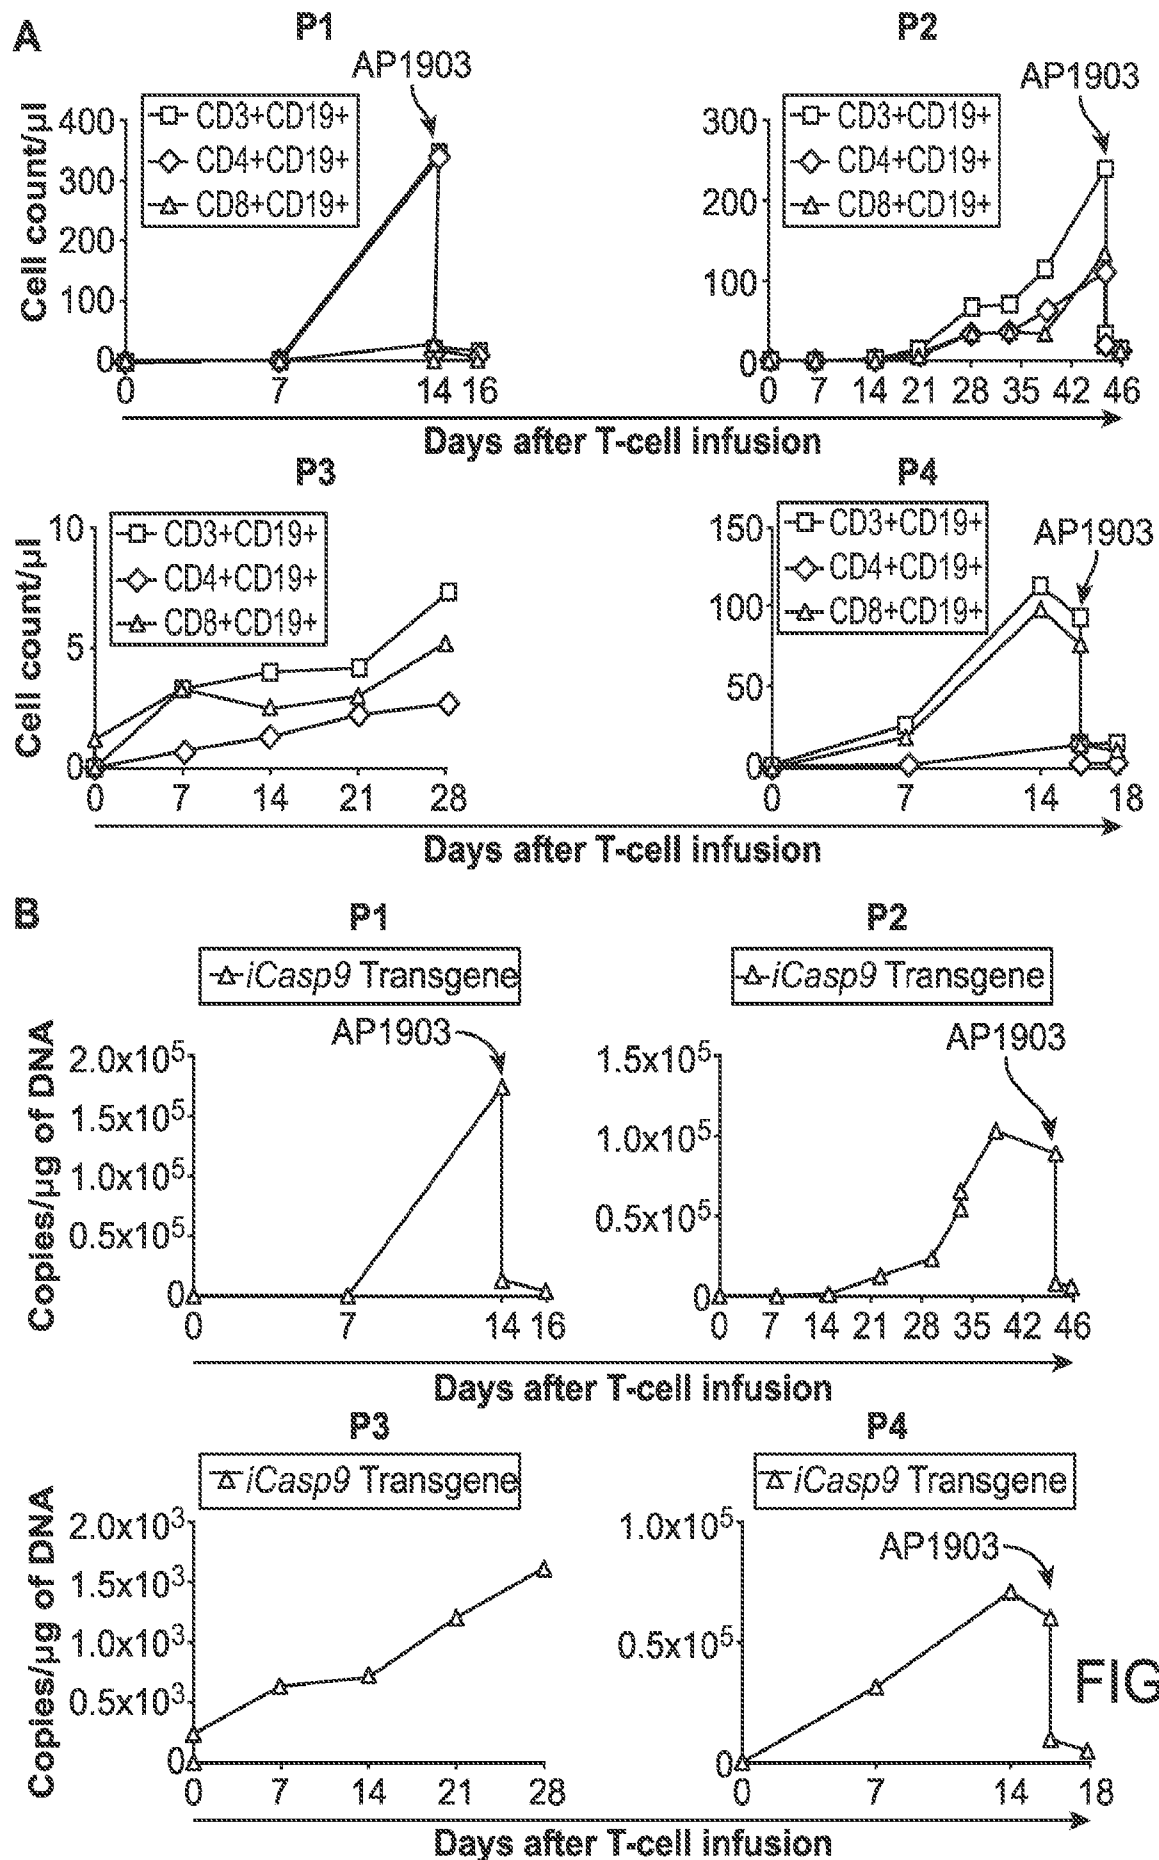 A
P1
P2
AP1903
AP1903
CD3+CD19+
CD4+CD19+
CD8+CD19+
CD3+CD19+
CD4+CD19+
CD8+CD19+
Cell count/µl
400
300
200
100
0
0 7 14 16
300
200
100
0
0 7 14 21 28 35 42 46
Days after T-cell infusion
P3
P4
CD3+CD19+
CD4+CD19+
CD8+CD19+
CD3+CD19+
CD4+CD19+
CD8+CD19+
AP1903
Cell count/µl
10
5
0
0 7 14 21 28
150
100
50
0
0 7 14 18
Days after T-cell infusion
B
P1
P2
iCasp9 Transgene
iCasp9 Transgene
AP1903
AP1903
Copies/µg of DNA
2.0x10⁵
1.5x10⁵
1.0x10⁵
0.5x10⁵
0
0 7 14 16
1.5x10⁵
1.0x10⁵
0.5x10⁵
0
0 7 14 21 28 35 42 46
Days after T-cell infusion
P3
P4
iCasp9 Transgene
iCasp9 Transgene
AP1903
Copies/µg of DNA
2.0x10³
1.5x10³
1.0x10³
0.5x10³
0
0 7 14 21 28
1.0x10⁵
0.5x10⁵
0
0 7 14 18
FIG
Days after T-cell infusion